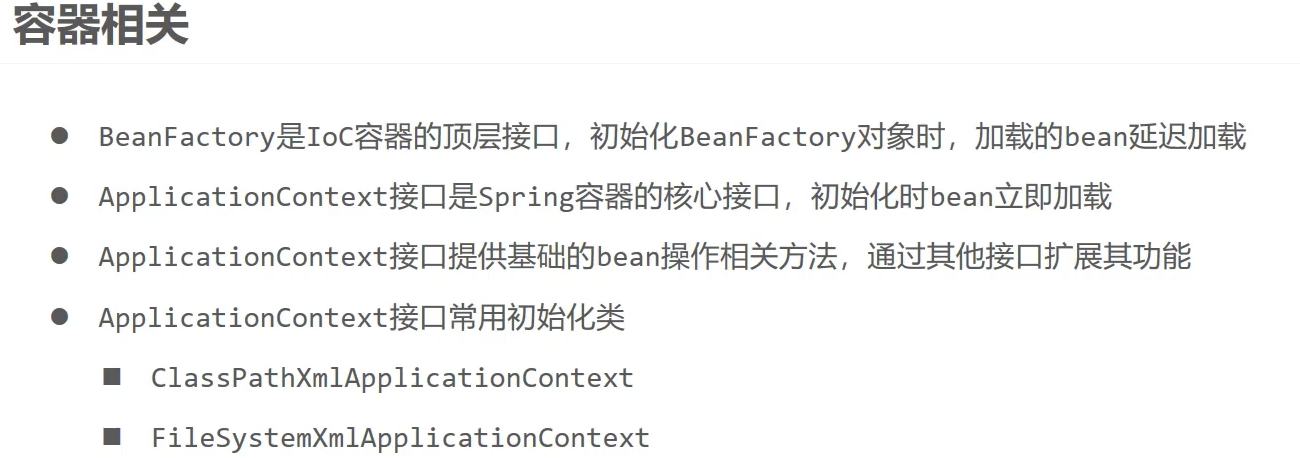 容器相关
● BeanFactory是IoC容器的顶层接口，初始化BeanFactory对象时，加载的bean延迟加载
● ApplicationContext接口是Spring容器的核心接口，初始化时bean立即加载
● ApplicationContext接口提供基础的bean操作相关方法，通过其他接口扩展其功能
● ApplicationContext接口常用初始化类
■ ClassPathXmlApplicationContext
■ FileSystemXmlApplicationContext